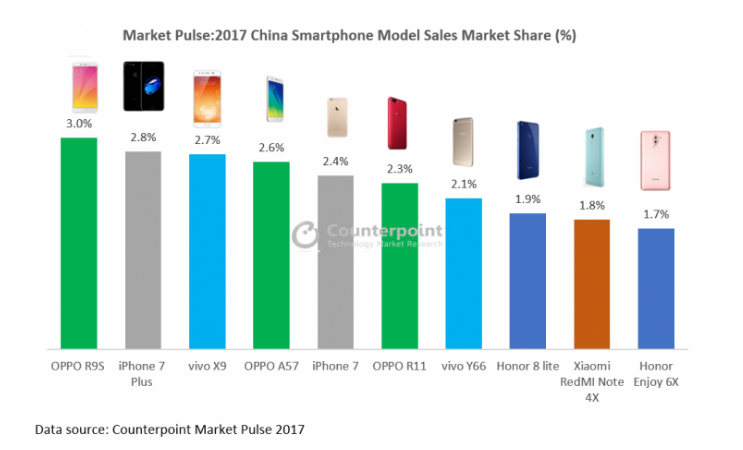 Market Pulse:2017 China Smartphone Model Sales Market Share (%)
3.0%
2.8%
2.7%
2.6%
2.4%
2.3%
2.1%
1.9%
1.8%
1.7%
Counterpoint
Technology Market Research
OPPO R9S
iPhone 7
Plus
vivo X9
OPPO A57
iPhone 7
OPPO R11
vivo Y66
Honor 8 lite
Xiaomi
RedMI Note
4X
Honor
Enjoy 6X
Data source: Counterpoint Market Pulse 2017